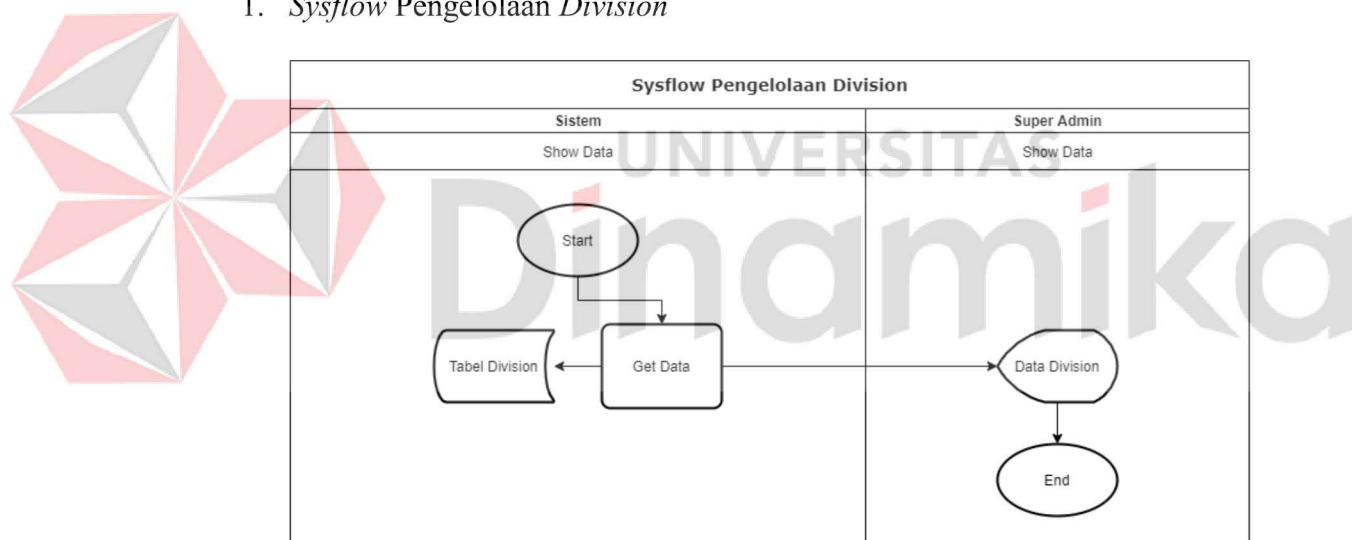 1. Sysflow Pengelolaan Division
Sysflow Pengelolaan Division
Sistem
Super Admin
Show Data
Show Data
UNIVERSITAS
Dinamika
Start
Tabel Division
Get Data
Data Division
End